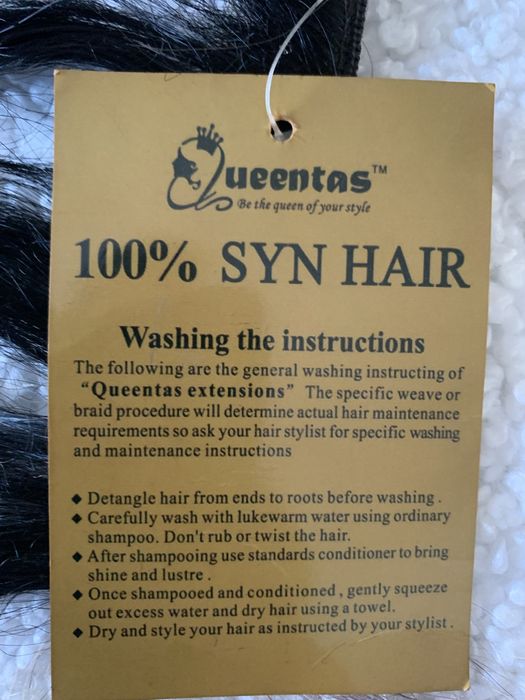 Queentas™
Be the queen of your style
100% SYN HAIR
Washing the instructions
The following are the general washing instructing of
“Queentas extensions” The specific weave or
braid procedure will determine actual hair maintenance
requirements so ask your hair stylist for specific washing
and maintenance instructions
◆ Detangle hair from ends to roots before washing .
◆ Carefully wash with lukewarm water using ordinary
shampoo. Don't rub or twist the hair.
◆ After shampooing use standards conditioner to bring
shine and lustre .
◆ Once shampooed and conditioned , gently squeeze
out excess water and dry hair using a towel.
◆ Dry and style your hair as instructed by your stylist .